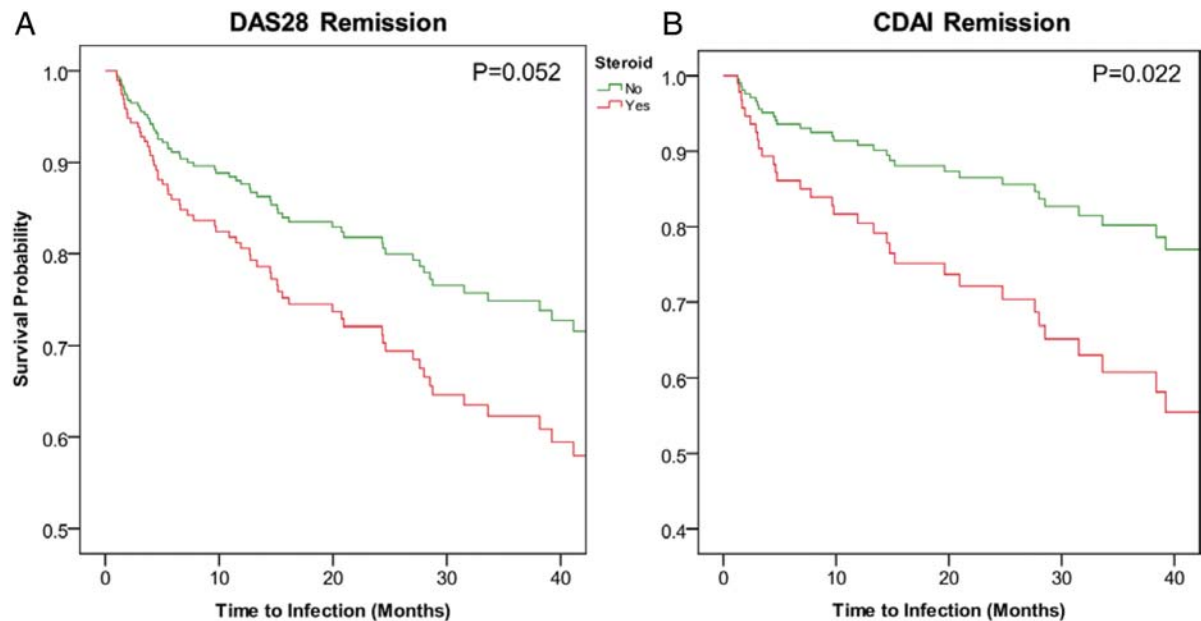 A
DAS28 Remission
P=0.052
Steroid
No
Yes
Survival Probability
1.0
0.9
0.8
0.7
0.6
0.5
0
10
20
30
40
Time to Infection (Months)
B
CDAI Remission
P=0.022
1.0
0.9
0.8
0.7
0.6
0.5
0.4
0
10
20
30
40
Time to Infection (Months)